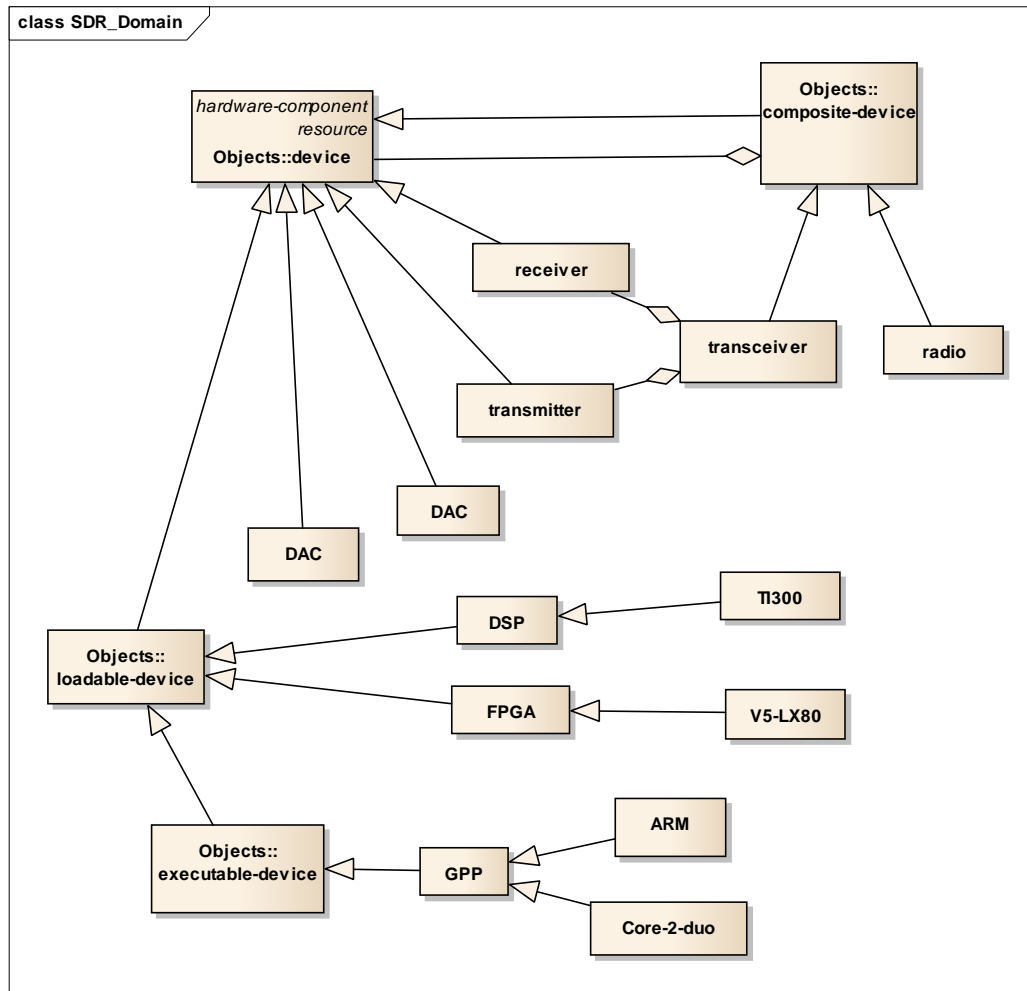 class SDR_Domain
hardware-component
resource
Objects::device
Objects::
composite-device
receiver
transceiver
radio
transmitter
DAC
DAC
TI300
DSP
Objects::
loadable-device
FPGA
V5-LX80
ARM
Objects::
executable-device
GPP
Core-2-duo